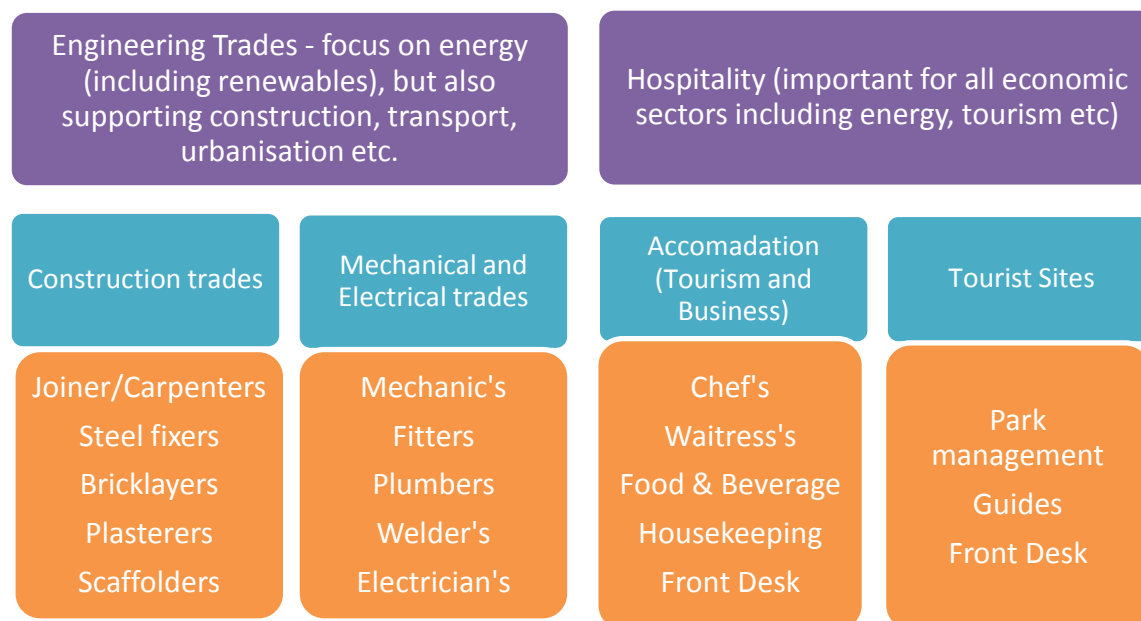 Engineering Trades - focus on energy
(including renewables), but also
supporting construction, transport,
urbanisation etc.
Hospitality (important for all economic
sectors including energy, tourism etc)
Construction trades
Mechanical and
Electrical trades
Accomadation
(Tourism and
Business)
Tourist Sites
Joiner/Carpenters
Steel fixers
Bricklayers
Plasterers
Scaffolders
Mechanic's
Fitters
Plumbers
Welder's
Electrician's
Chef's
Waitress's
Food & Beverage
Housekeeping
Front Desk
Park
management
Guides
Front Desk